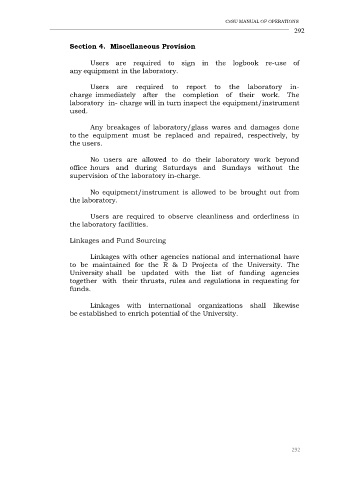 CNSU MANUAL OF OPERATIONS
292
Section 4. Miscellaneous Provision
Users are required to sign in the logbook re-use of
any equipment in the laboratory.
Users are required to report to the laboratory in-
charge immediately after the completion of their work. The
laboratory in- charge will in turn inspect the equipment/instrument
used.
Any breakages of laboratory/glass wares and damages done
to the equipment must be replaced and repaired, respectively, by
the users.
No users are allowed to do their laboratory work beyond
office hours and during Saturdays and Sundays without the
supervision of the laboratory in-charge.
No equipment/instrument is allowed to be brought out from
the laboratory.
Users are required to observe cleanliness and orderliness in
the laboratory facilities.
Linkages and Fund Sourcing
Linkages with other agencies national and international have
to be maintained for the R & D Projects of the University. The
University shall be updated with the list of funding agencies
together with their thrusts, rules and regulations in requesting for
funds.
Linkages with international organizations shall likewise
be established to enrich potential of the University.
292